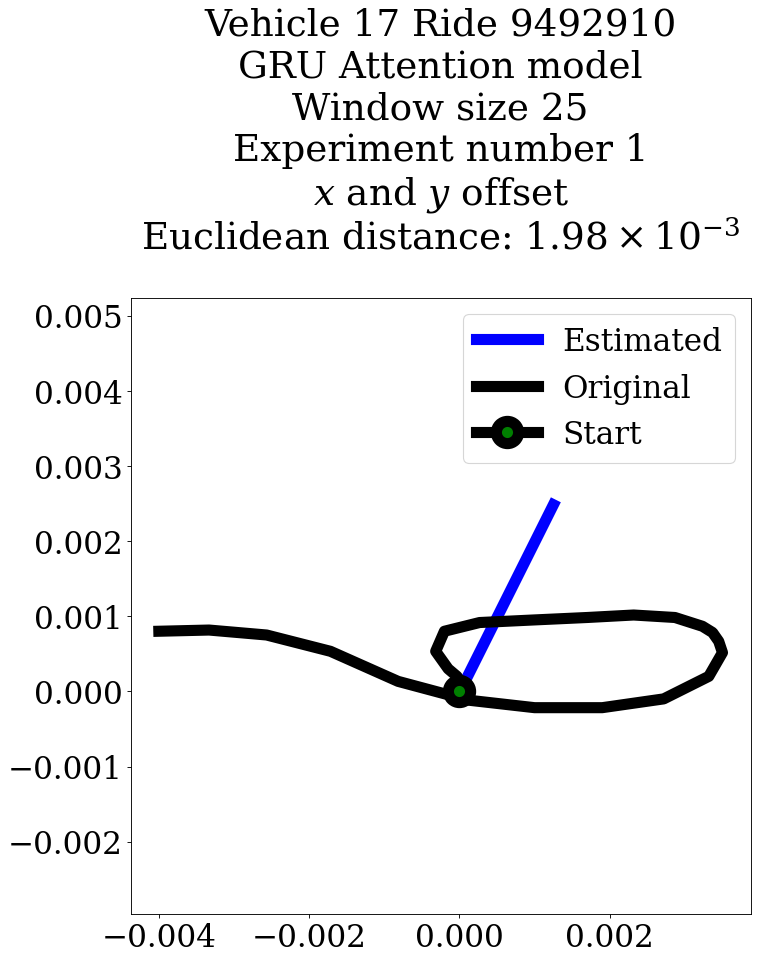 Vehicle 17 Ride 9492910
GRU Attention model
Window size 25
Experiment number 1
x and y offset
Euclidean distance: 1.98 × 10⁻³
0.005
0.004
0.003
0.002
0.001
0.000
−0.001
−0.002
Estimated
Original
Start
−0.004 −0.002 0.000 0.002